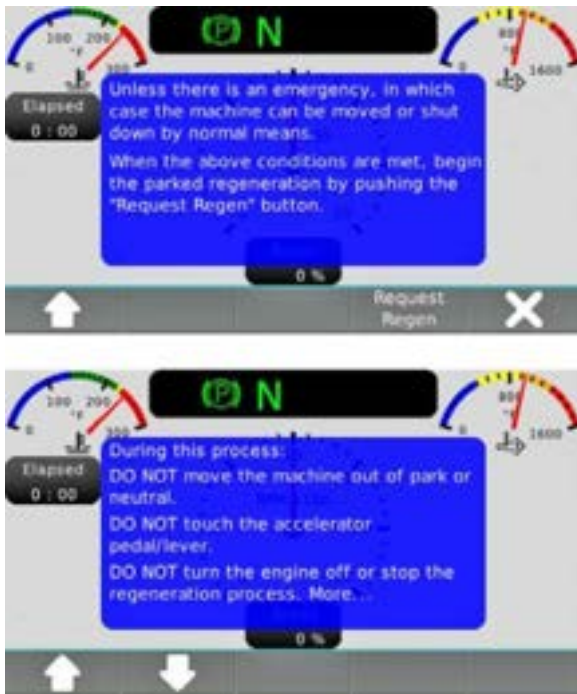 100 200
°F
0 300
Elapsed
0 : 00
P N
800
°F
0 1600
Unless there is an emergency, in which
case the machine can be moved or shut
down by normal means.
When the above conditions are met, begin
the parked regeneration by pushing the
"Request Regen" button.
0 %
Request
Regen
100 200
°F
0 300
Elapsed
0 : 00
P N
800
0 1600
During this process:
DO NOT move the machine out of park or
neutral.
DO NOT touch the accelerator
pedal/lever.
DO NOT turn the engine off or stop the
regeneration process. More...
0 %